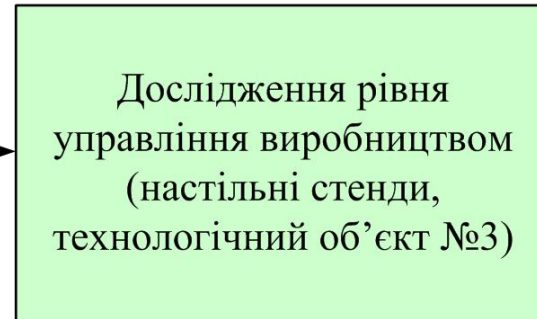 Дослідження рівня
управління виробництвом
(настільні стенди,
технологічний об’єкт №3)